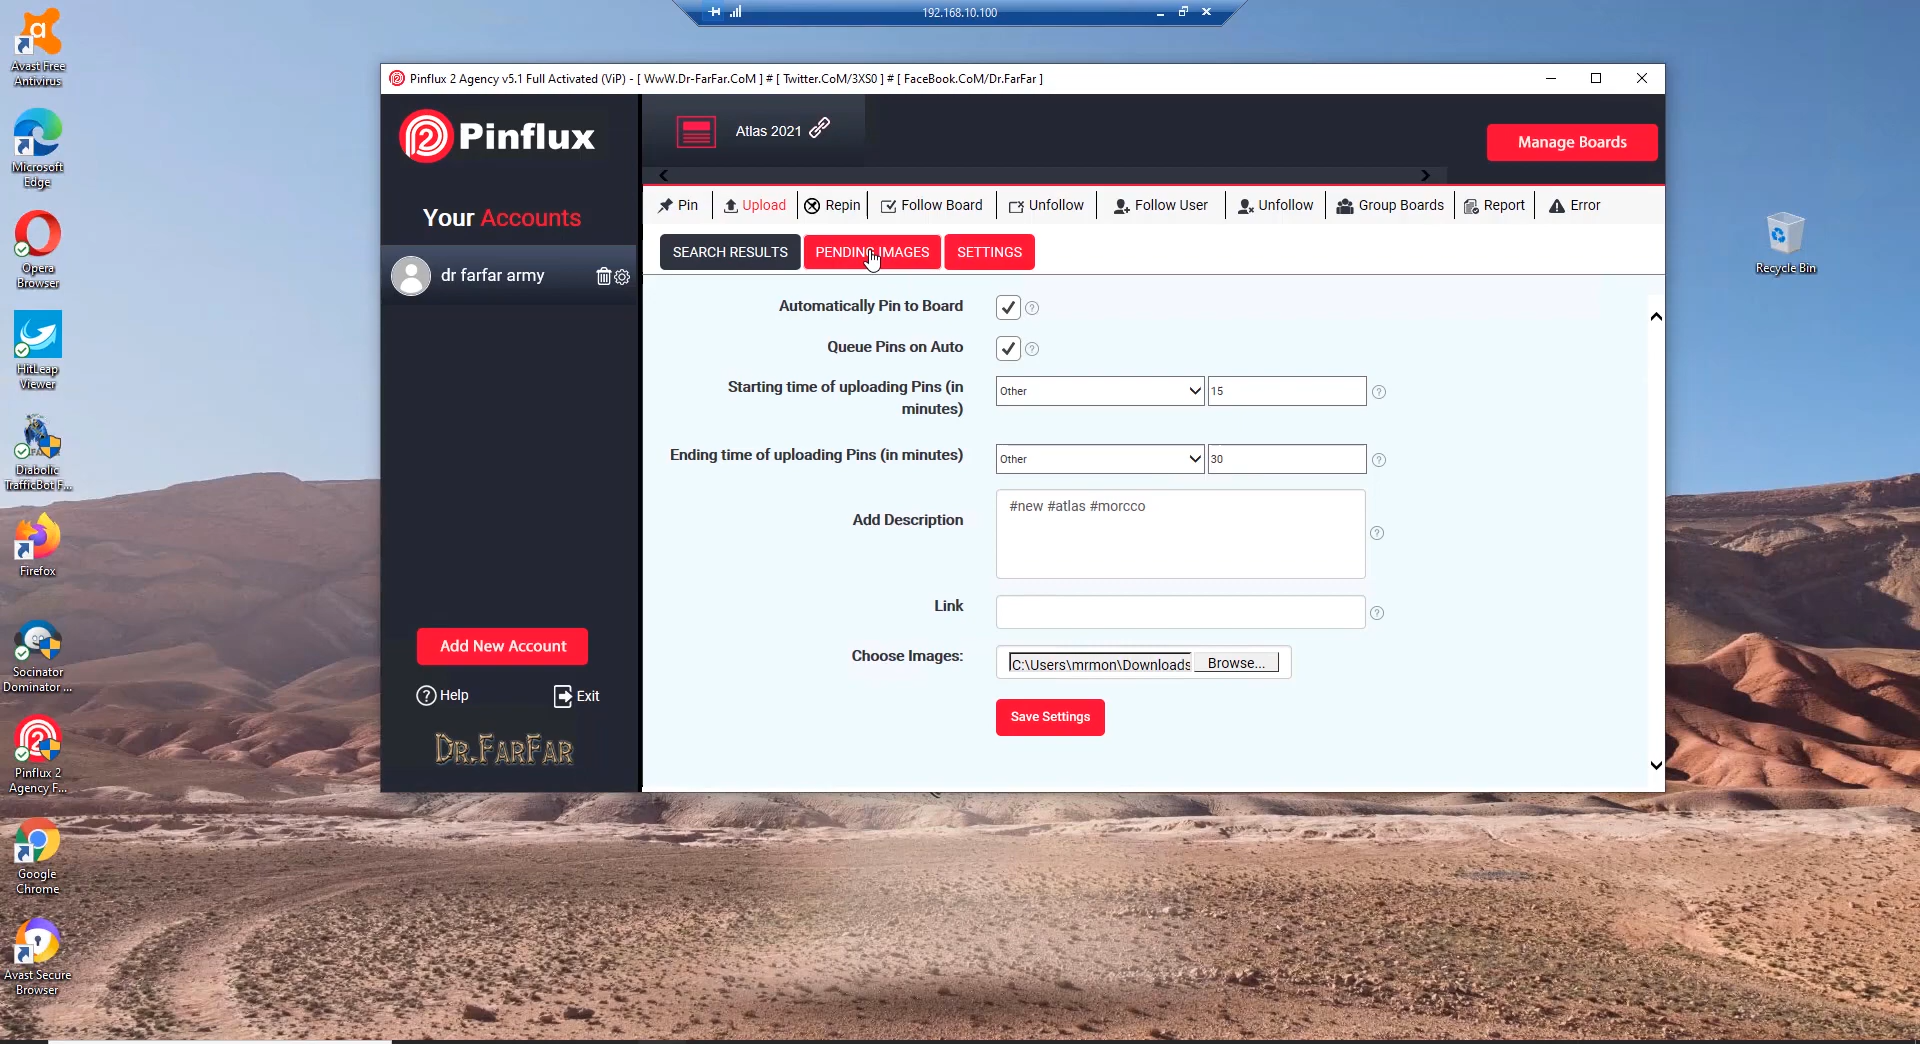 192.168.10.100
Avast Free
Antivirus
Microsoft
Edge
Opera
Browser
HitLeap
Viewer
Diabolic
TrafficBot F...
Firefox
Socinator
Dominator ...
Pinflux 2
Agency F...
Google
Chrome
Avast Secure
Browser
Recycle Bin
Pinflux 2 Agency v5.1 Full Activated (ViP) - [ WwW.Dr-FarFar.CoM ] # [ Twitter.CoM/3XS0 ] # [ FaceBook.CoM/Dr.FarFar ]
Pinflux
Your Accounts
dr farfar army
Add New Account
Help
Exit
Dr.FarFar
Atlas 2021
Manage Boards
Pin
Upload
Repin
Follow Board
Unfollow
Follow User
Unfollow
Group Boards
Report
Error
SEARCH RESULTS
PENDING IMAGES
SETTINGS
Automatically Pin to Board
Queue Pins on Auto
Starting time of uploading Pins (in
minutes)
Other
15
Ending time of uploading Pins (in minutes)
Other
30
Add Description
#new #atlas #morcco
Link
Choose Images:
C:\Users\mrmon\Downloads
Browse...
Save Settings